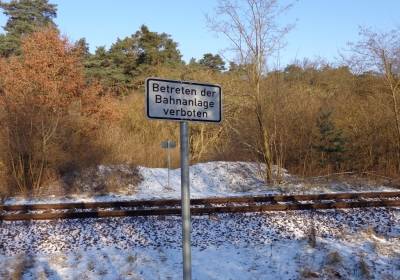 Betreten der
Bahnanlage
verboten